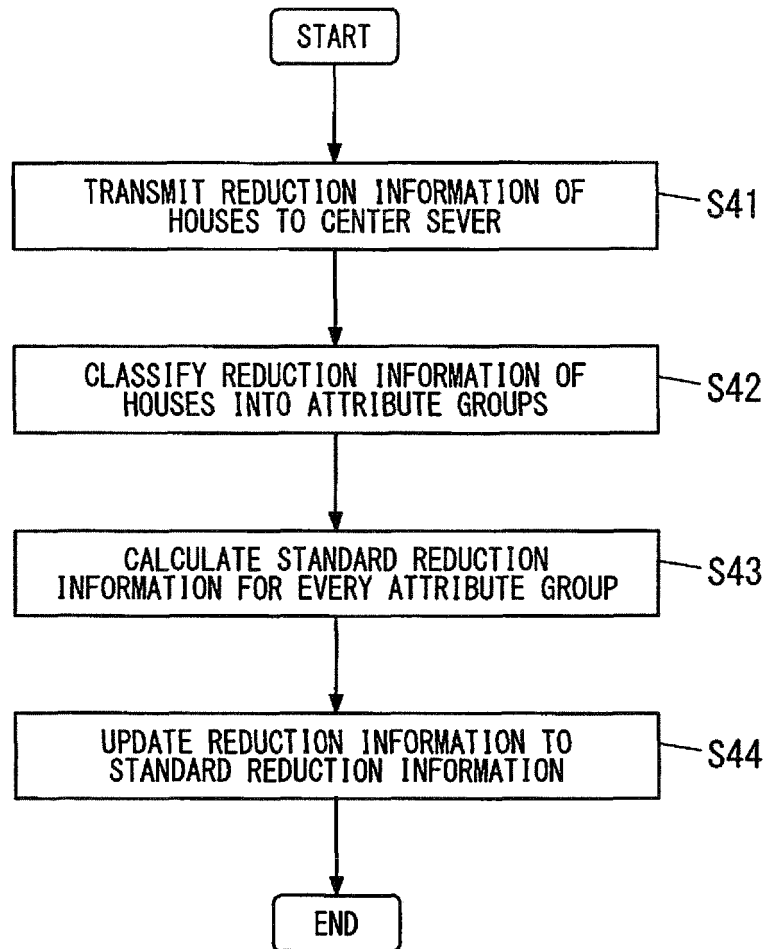 START
TRANSMIT REDUCTION INFORMATION OF
HOUSES TO CENTER SEVER
S41
CLASSIFY REDUCTION INFORMATION OF
HOUSES INTO ATTRIBUTE GROUPS
S42
CALCULATE STANDARD REDUCTION
INFORMATION FOR EVERY ATTRIBUTE GROUP
S43
UPDATE REDUCTION INFORMATION TO
STANDARD REDUCTION INFORMATION
S44
END